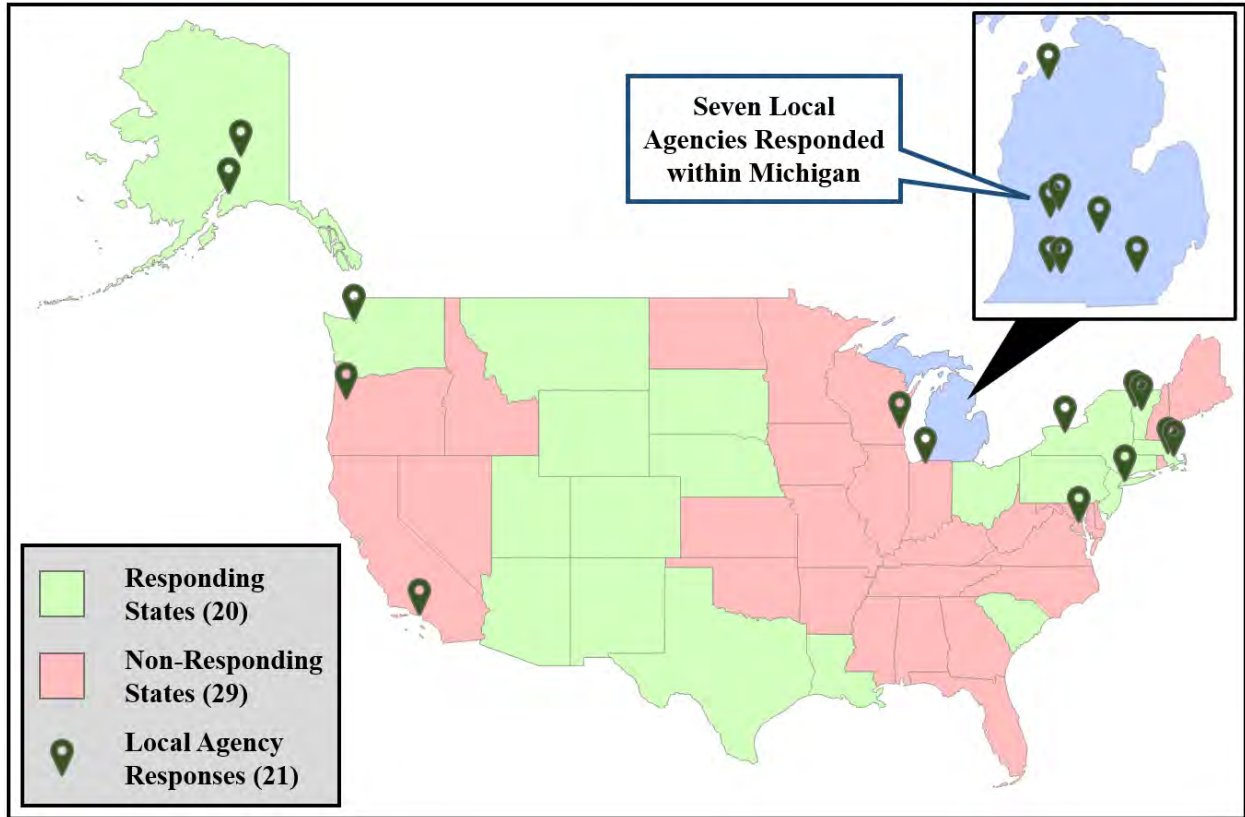 Seven Local
Agencies Responded
within Michigan
Responding
States (20)
Non-Responding
States (29)
Local Agency
Responses (21)